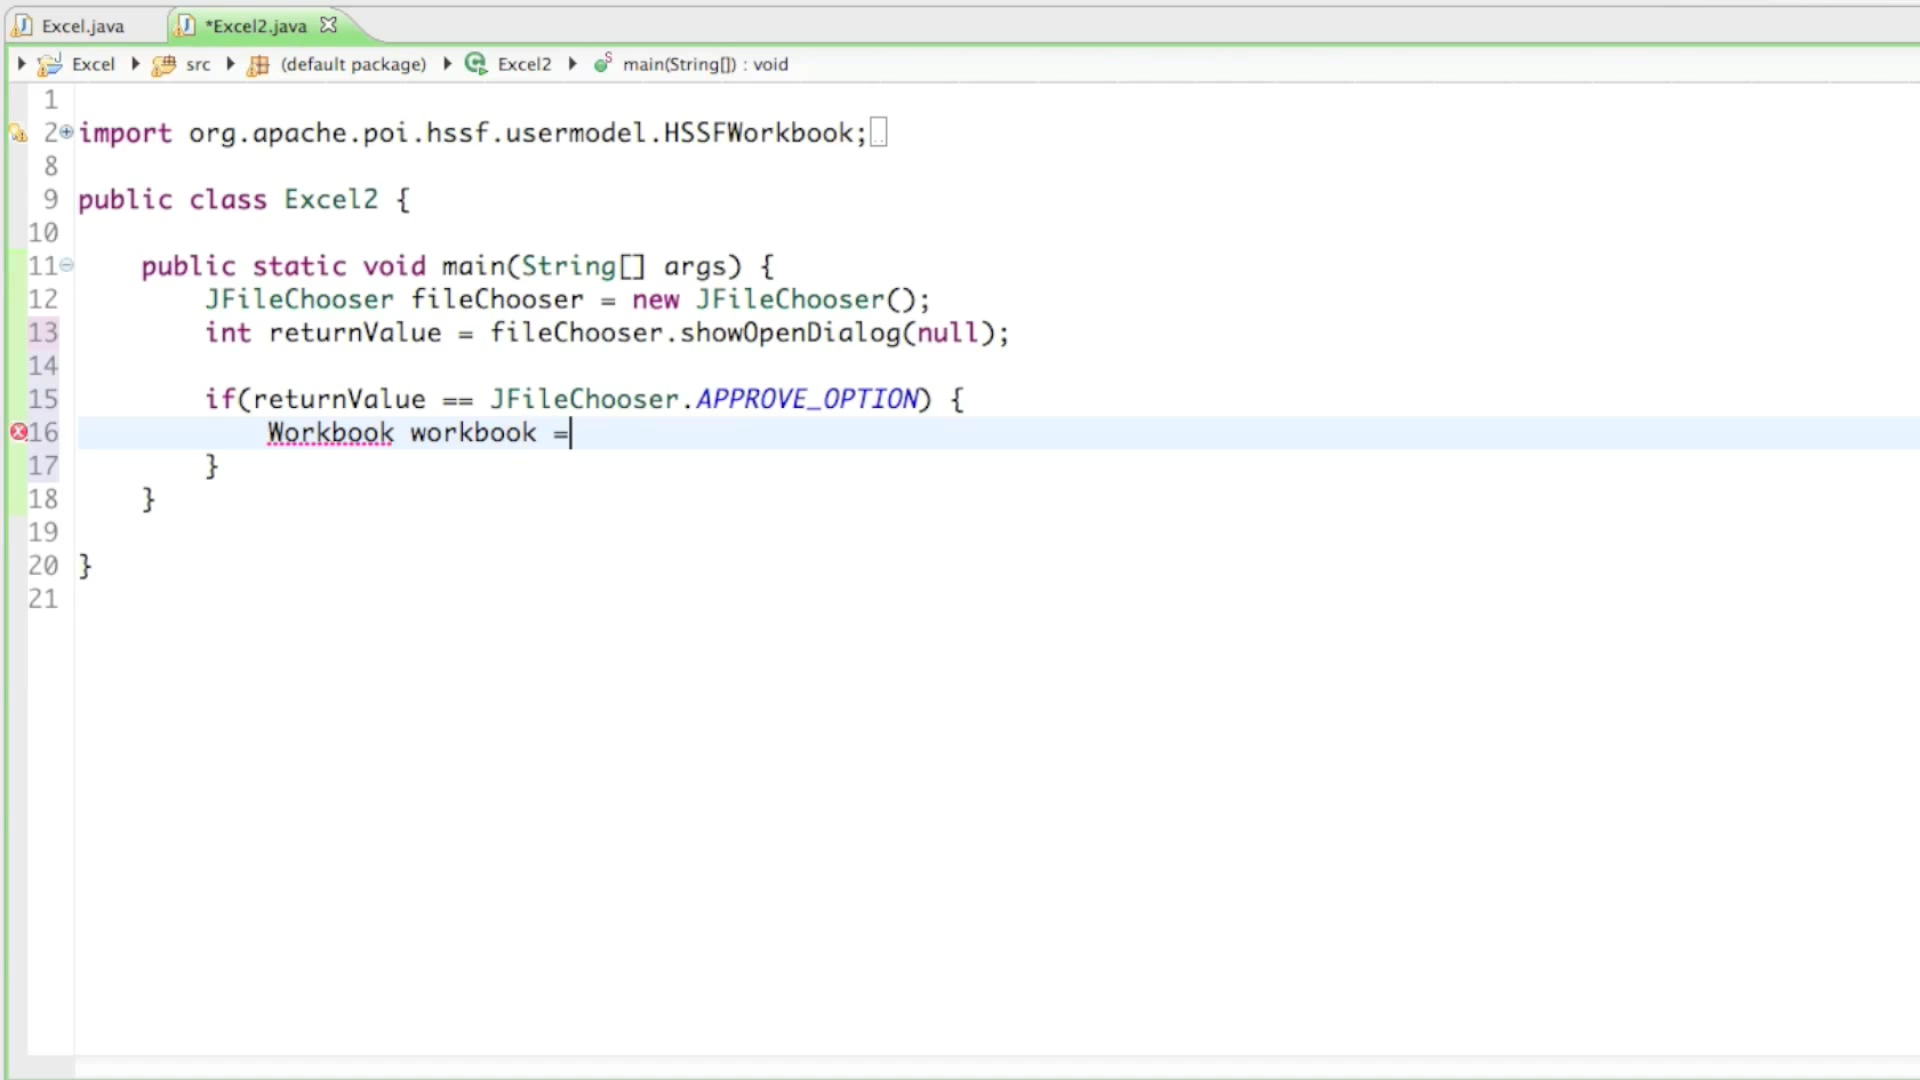 Excel.java *Excel2.java
Excel src (default package) Excel2 main(String[]) : void
1
2 import org.apache.poi.hssf.usermodel.HSSFWorkbook;
8
9 public class Excel2 {
10
11 public static void main(String[] args) {
12 JFileChooser fileChooser = new JFileChooser();
13 int returnValue = fileChooser.showOpenDialog(null);
14
15 if(returnValue == JFileChooser.APPROVE_OPTION) {
16 Workbook workbook =
17 }
18 }
19
20 }
21